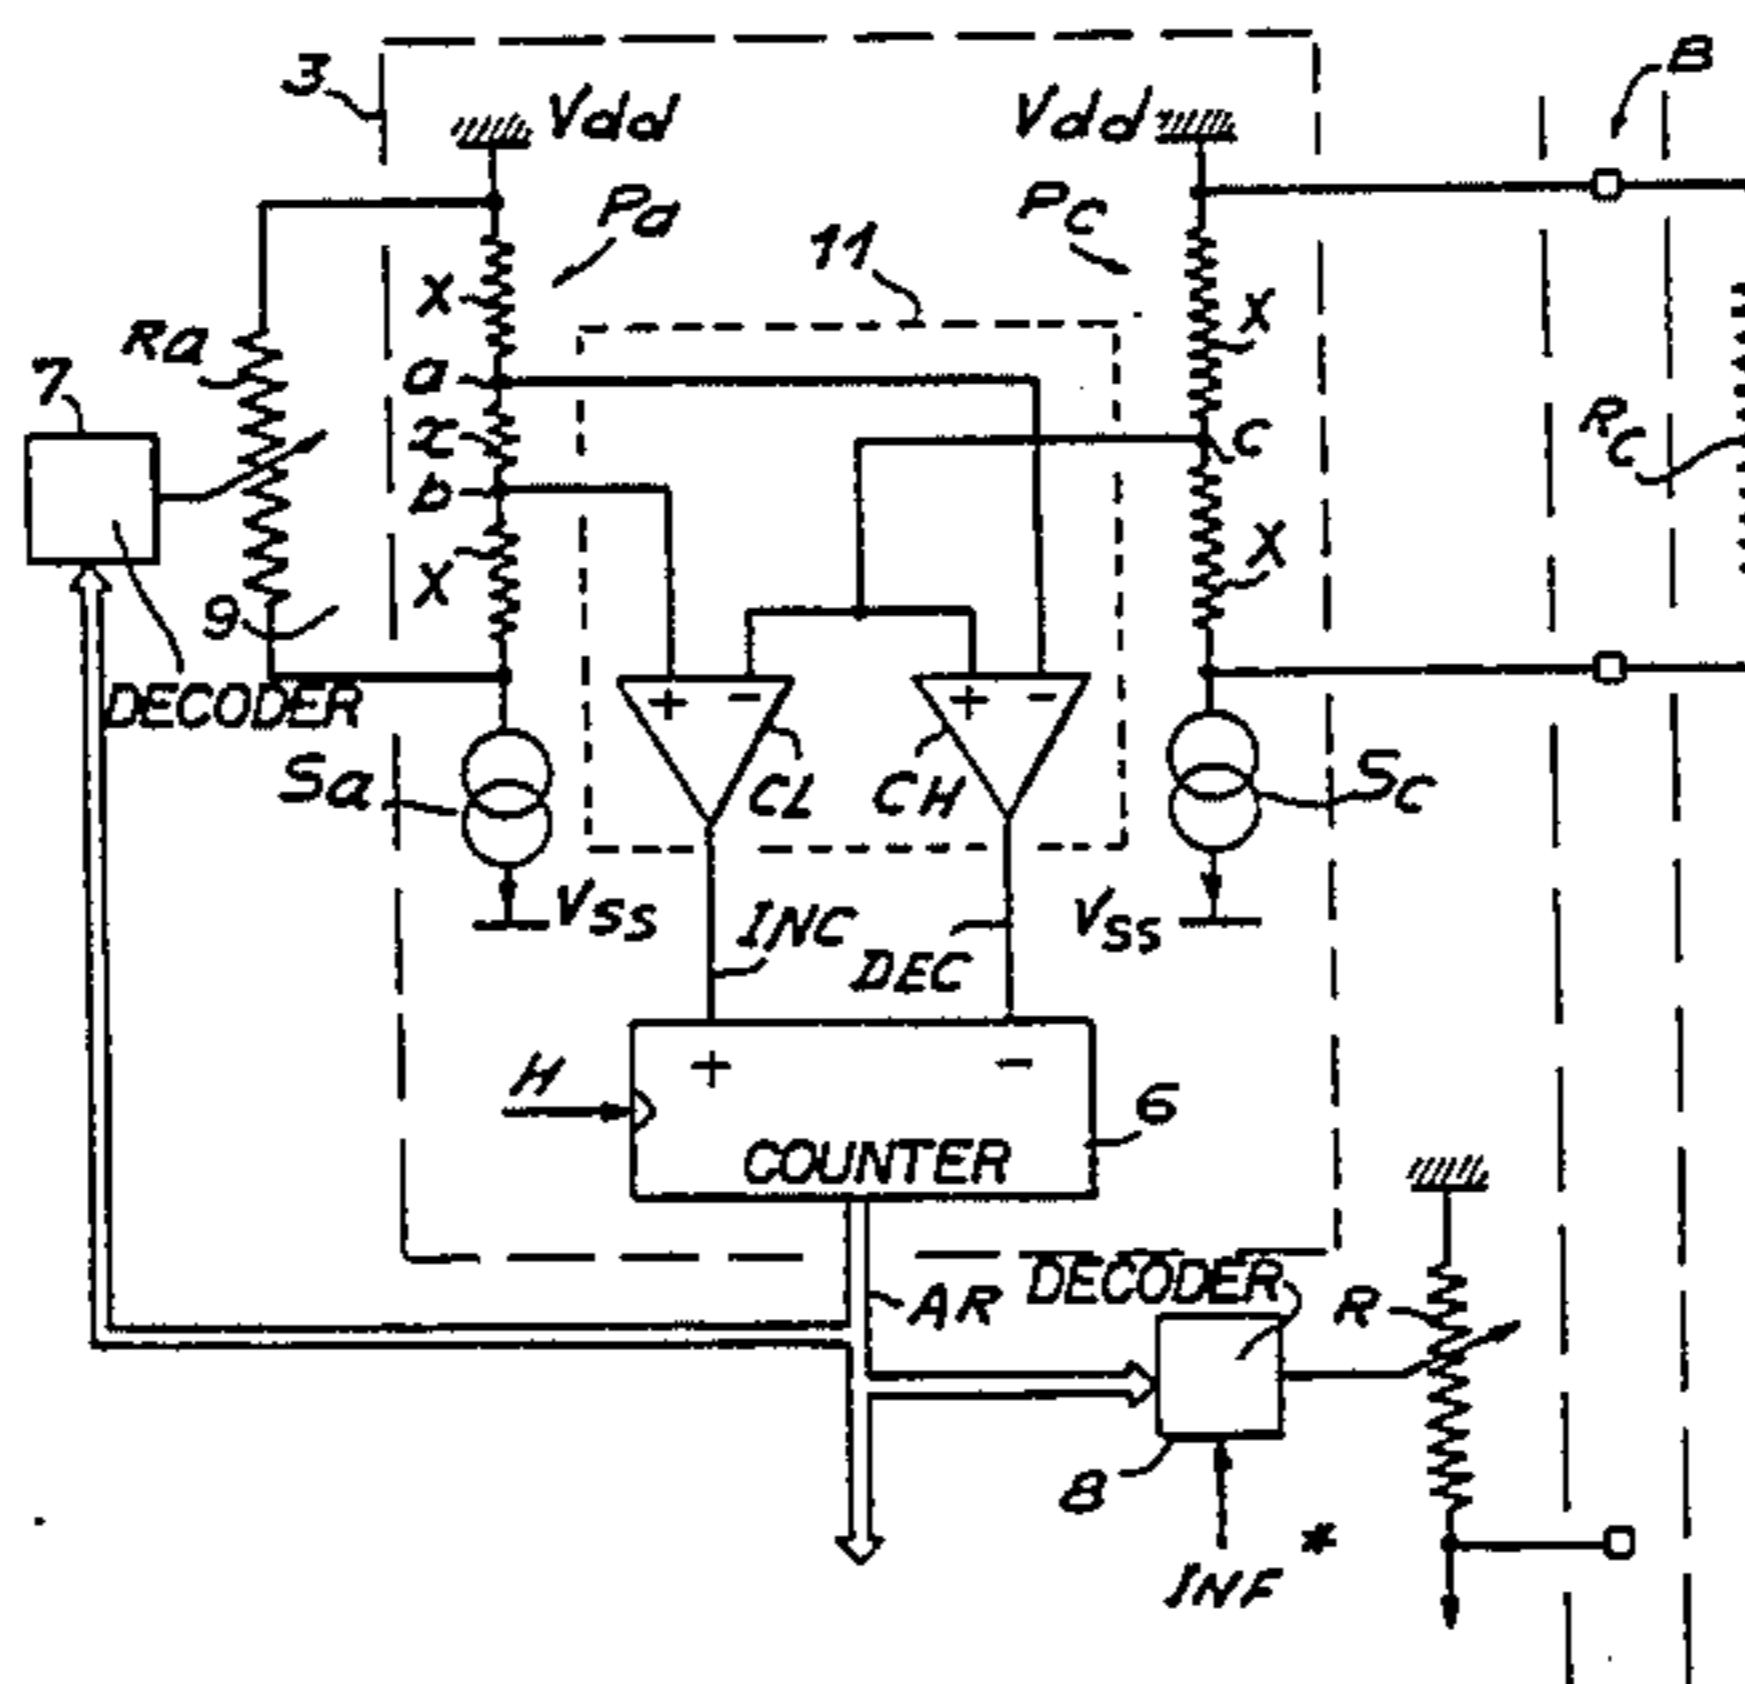 3
B
Vdd
Vdd
Pa
Pc
11
X
X
Ra
a
7
x
c
Rc
b
X
X
9
DECODER
+ -
+ -
Sa
CL
CH
Sc
Vss
INC
DEC
Vss
H
+ -
6
COUNTER
DECODER
AR
R
8
INF *